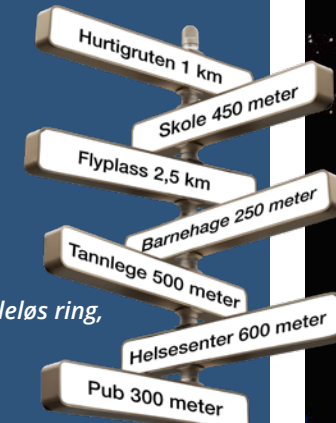 Hurtigruten 1 km
Skole 450 meter
Flyplass 2,5 km
Barnehage 250 meter
Tannlege 500 meter
ring,
Helsesenter 600 meter
Pub 300 meter